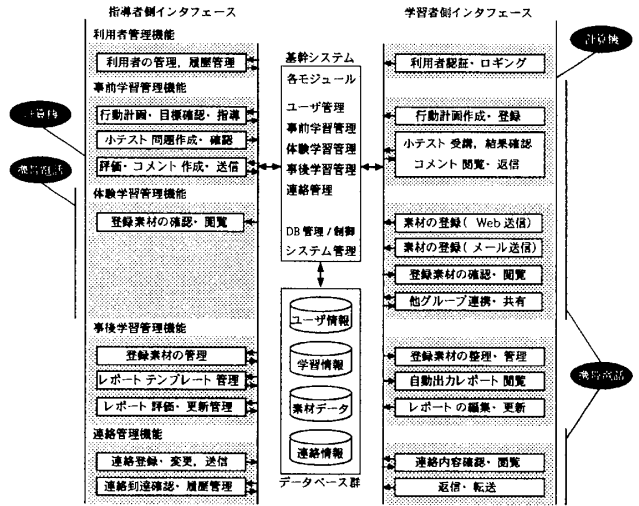 指導者側インタフェース
利用者管理機能
利用者の管理，履歴管理
事前学習管理機能
行動計画・目標確認・指導
小テスト問題作成・確認
評価・コメント作成・送信
体験学習管理機能
登録素材の確認・閲覧
事後学習管理機能
登録素材の管理
レポートテンプレート管理
レポート評価・更新管理
連絡管理機能
連絡登録・変更，送信
連絡到達確認・履歴管理
計算機
携帯電話
基幹システム
各モジュール
ユーザ管理
事前学習管理
体験学習管理
事後学習管理
連絡管理
DB管理/制御
システム管理
ユーザ情報
学習情報
素材データ
連絡情報
データベース群
学習者側インタフェース
利用者認証・ロギング
行動計画作成・登録
小テスト受講，結果確認
コメント閲覧・返信
素材の登録(Web送信)
素材の登録(メール送信)
登録素材の確認・閲覧
他グループ連携・共有
登録素材の整理・管理
自動出力レポート閲覧
レポートの編集・更新
連絡内容確認・閲覧
返信・転送
計算機
携帯電話